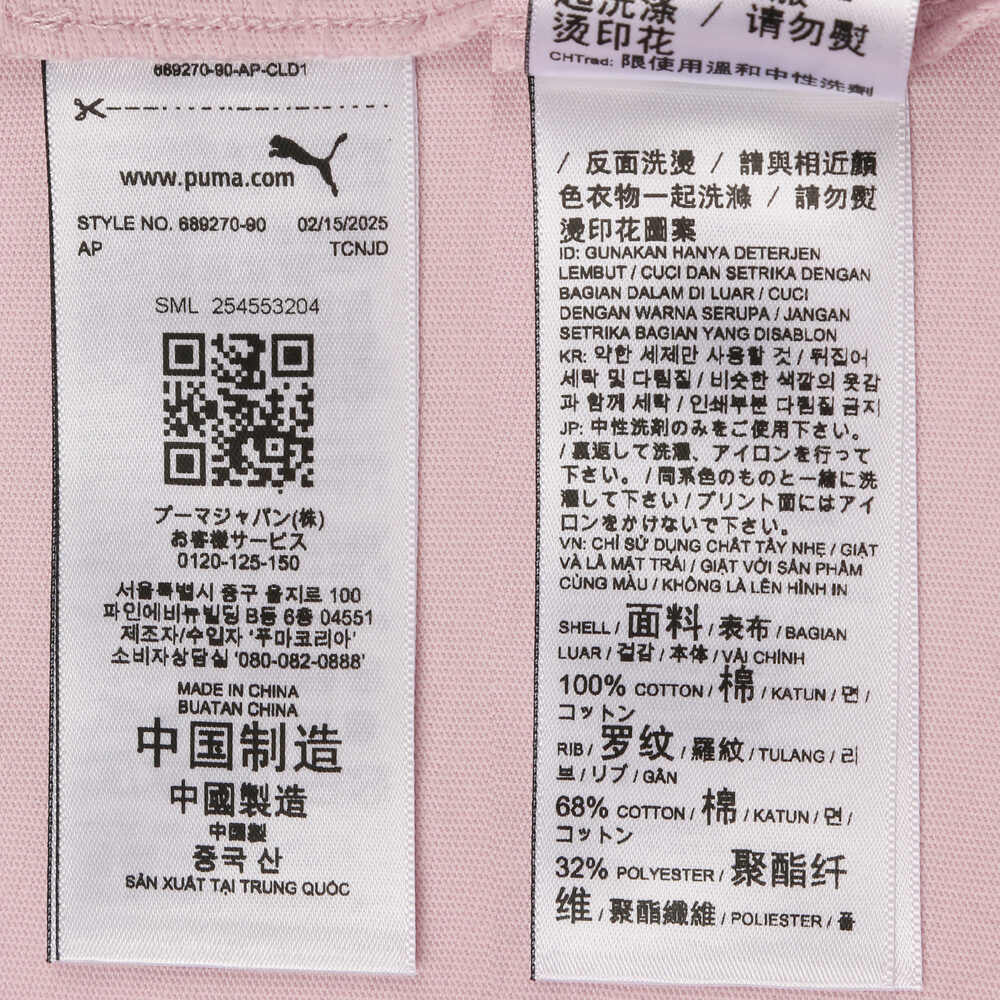 689270-90-AP-CLD1
www.puma.com
STYLE NO. 689270-90 02/15/2025
AP TCNJD
SML 254553204
プーマジャパン(株)
お客様サービス
0120-125-150
서울특별시 중구 을지로 100
파인에비뉴빌딩 B동 6층 04551
제조자/수입자 '푸마코리아'
소비자상담실 '080-082-0888'
MADE IN CHINA
BUATAN CHINA
中国制造
中國製造
中国製
중국 산
SẢN XUẤT TẠI TRUNG QUỐC
起洗涤 / 请勿熨
烫印花
CHTrad: 限使用溫和中性洗劑
/ 反面洗燙 / 請與相近顏
色衣物一起洗滌 / 請勿熨
燙印花圖案
ID: GUNAKAN HANYA DETERJEN
LEMBUT / CUCI DAN SETRIKA DENGAN
BAGIAN DALAM DI LUAR / CUCI
DENGAN WARNA SERUPA / JANGAN
SETRIKA BAGIAN YANG DISABLON
KR: 약한 세제만 사용할 것 / 뒤집어
세탁 및 다림질 / 비슷한 색깔의 옷감
과 함께 세탁 / 인쇄부분 다림질 금지
JP: 中性洗剤のみをご使用下さい。
/ 裏返して洗濯、アイロンを行って
下さい。/ 同系色のものと一緒に洗
濯して下さい / プリント面にはアイ
ロンをかけないで下さい。
VN: CHỈ SỬ DỤNG CHẤT TẨY NHẸ / GIẶT
VÀ LÀ MẶT TRÁI / GIẶT VỚI SẢN PHẨM
CÙNG MÀU / KHÔNG LÀ LÊN HÌNH IN
SHELL / 面料 / 表布 / BAGIAN
LUAR / 겉감 / 本体 / VẢI CHÍNH
100% COTTON / 棉 / KATUN / 면 /
コットン
RIB / 罗纹 / 羅紋 / TULANG / 리
브 / リブ / GÂN
68% COTTON / 棉 / KATUN / 면 /
コットン
32% POLYESTER / 聚酯纤
维 / 聚酯纖維 / POLIESTER / 폴